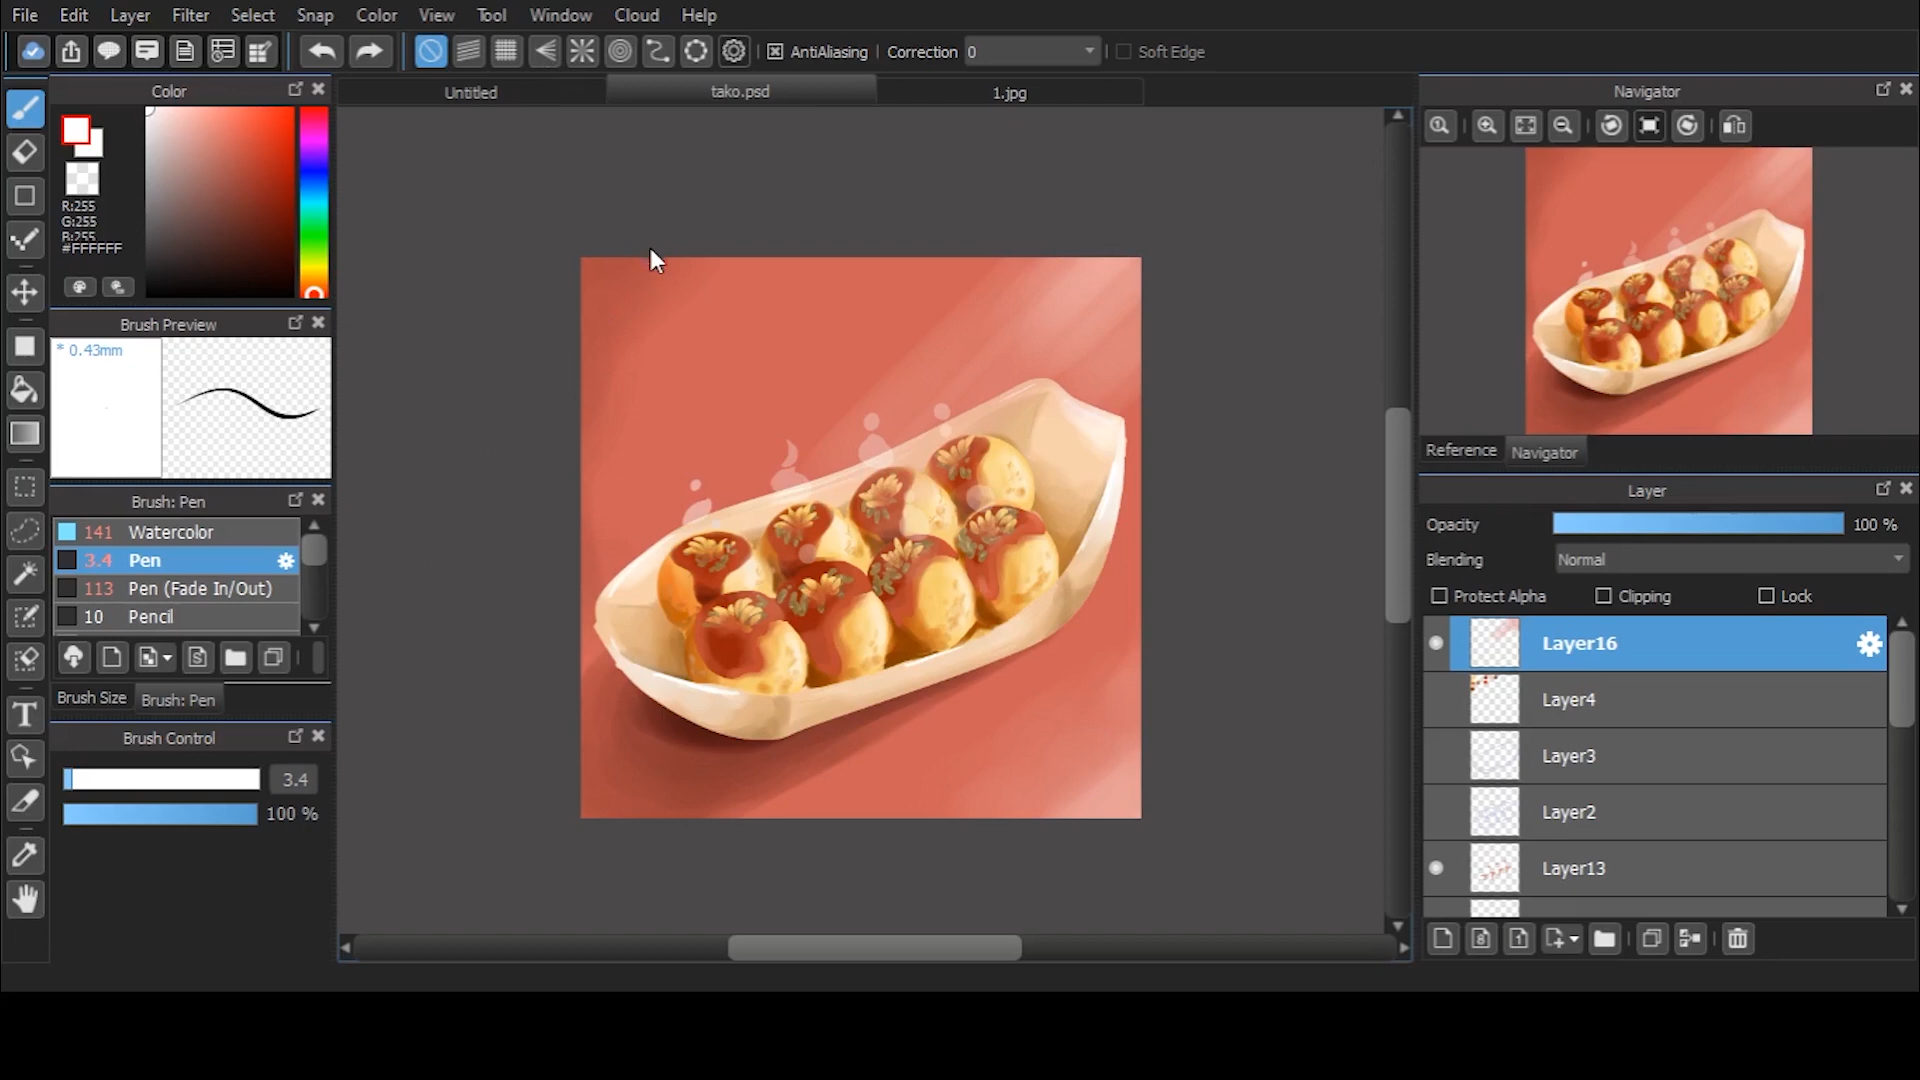 File Edit Layer Filter Select Snap Color View Tool Window Cloud Help
AntiAliasing Correction 0 Soft Edge
Color
R:255
G:255
B:255
#FFFFFF
Brush Preview
* 0.43mm
Brush: Pen
141 Watercolor
3.4 Pen
113 Pen (Fade In/Out)
10 Pencil
Brush Size Brush: Pen
Brush Control
3.4
100 %
Untitled tako.psd 1.jpg
Navigator
Reference Navigator
Layer
Opacity 100 %
Blending Normal
Protect Alpha Clipping Lock
Layer16
Layer4
Layer3
Layer2
Layer13
8 1